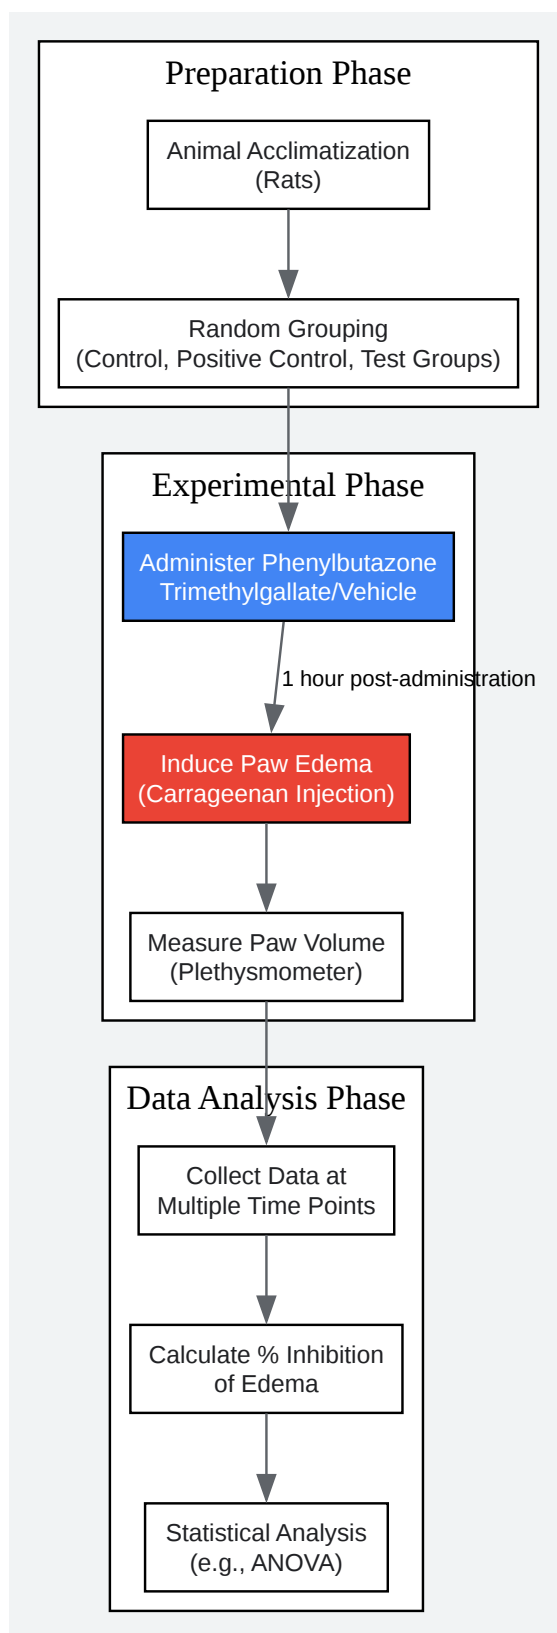 Preparation Phase
Animal Acclimatization
(Rats)
Random Grouping
(Control, Positive Control, Test Groups)
Experimental Phase
Administer Phenylbutazone
Trimethylgallate/Vehicle
1 hour post-administration
Induce Paw Edema
(Carrageenan Injection)
Measure Paw Volume
(Plethysmometer)
Data Analysis Phase
Collect Data at
Multiple Time Points
Calculate % Inhibition
of Edema
Statistical Analysis
(e.g., ANOVA)